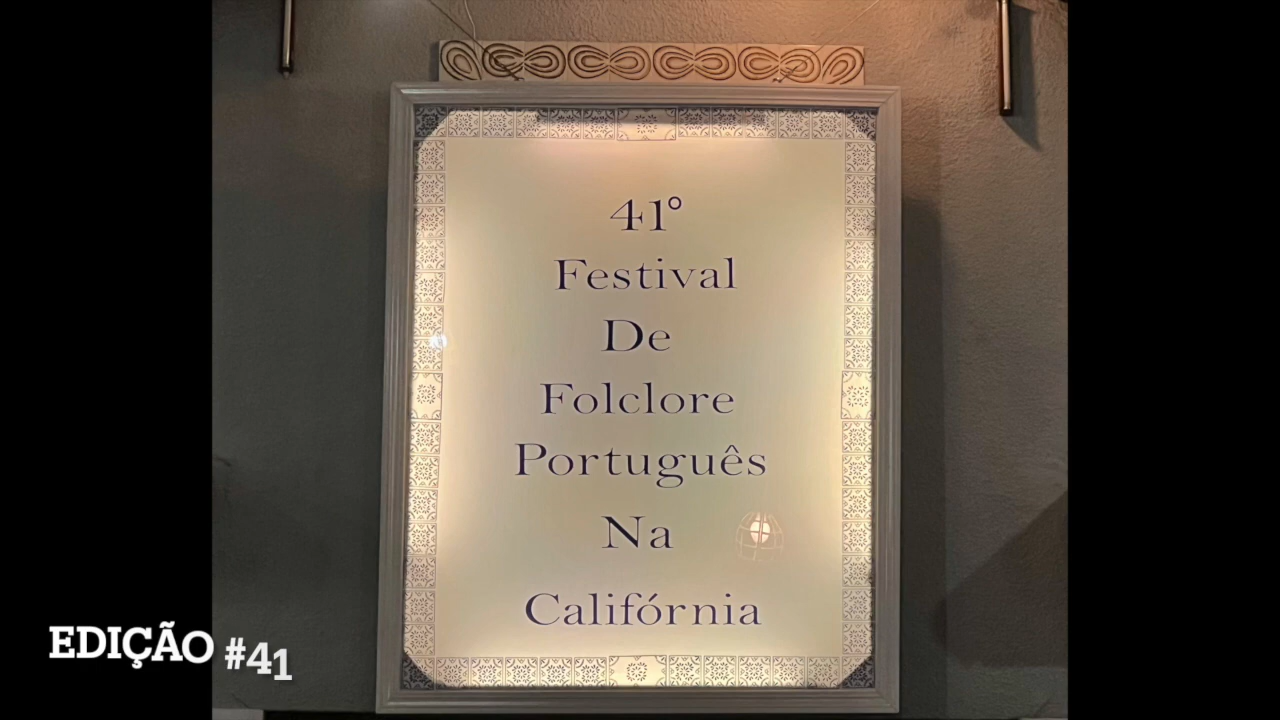 41°
Festival
De
Folclore
Português
Na
Califórnia
EDIÇÃO #41